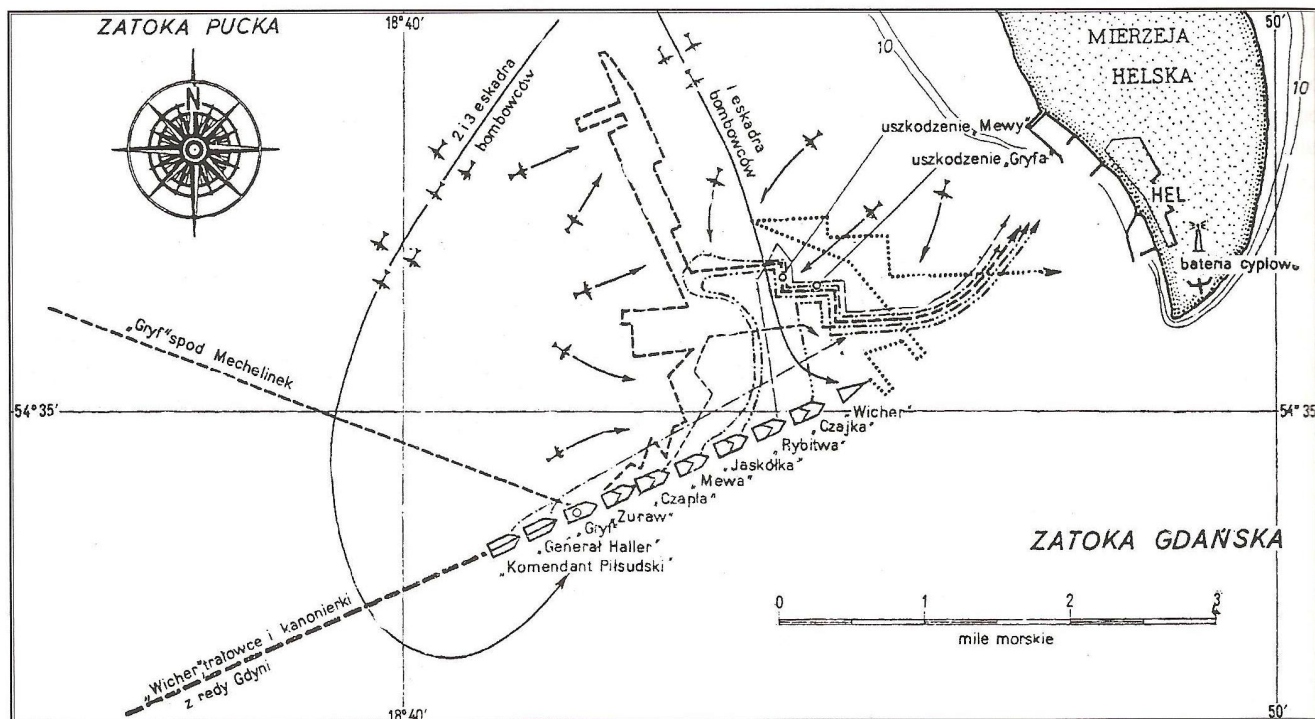 ZATOKA PUCKA
18°40'
50'
N
2 i 3 eskadra
bombowców
1 eskadra
bombowców
10
MIERZEJA
HELSKA
10
uszkodzenie „Mewy"
uszkodzenie „Gryfa"
HEL
bateria cyplowa
„Gryf" spod Mechelinek
54°35'
54°35'
„Wicher"
„Czajka"
„Rybitwa"
„Jaskółka"
„Mewa"
„Czapla"
„Żuraw"
„Gryf"
„Generał Haller"
„Komendant Piłsudski"
ZATOKA GDAŃSKA
0 1 2 3
mile morskie
„Wicher" trałowce i kanonierki
z redy Gdyni
18°40'
50'